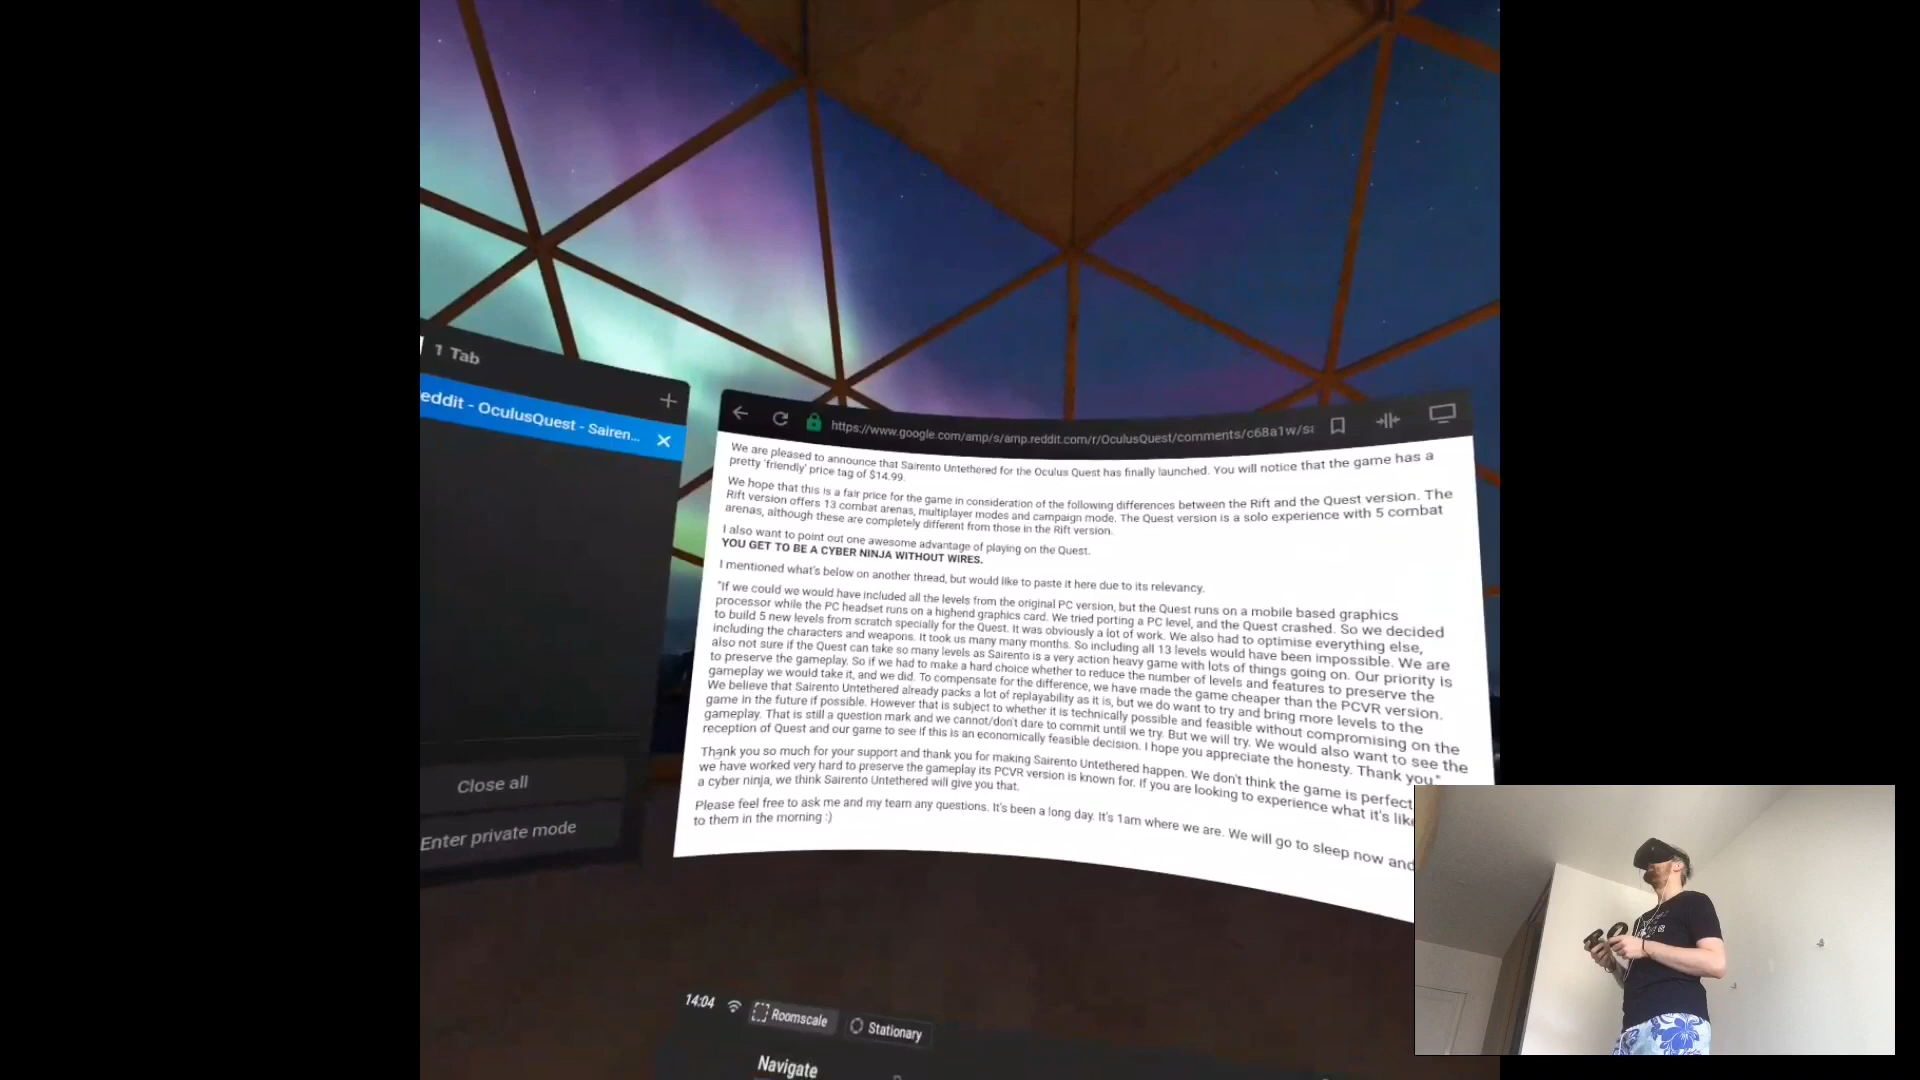 1 Tab
eddit - OculusQuest - Sairen...
https://www.google.com/amp/s/amp.reddit.com/r/OculusQuest/comments/c68a1w/sa
We are pleased to announce that Sairento Untethered for the Oculus Quest has finally launched. You will notice that the game has a
pretty 'friendly' price tag of $14.99.
We hope that this is a fair price for the game in consideration of the following differences between the Rift and the Quest version. The
Rift version offers 13 combat arenas, multiplayer modes and campaign mode. The Quest version is a solo experience with 5 combat
arenas, although these are completely different from those in the Rift version.
I also want to point out one awesome advantage of playing on the Quest.
YOU GET TO BE A CYBER NINJA WITHOUT WIRES.
I mentioned what's below on another thread, but would like to paste it here due to its relevancy.
"If we could we would have included all the levels from the original PC version, but the Quest runs on a mobile based graphics
processor while the PC headset runs on a highend graphics card. We tried porting a PC level, and the Quest crashed. So we decided
to build 5 new levels from scratch specially for the Quest. It was obviously a lot of work. We also had to optimise everything else,
including the characters and weapons. It took us many many months. So including all 13 levels would have been impossible. We are
also not sure if the Quest can take so many levels as Sairento is a very action heavy game with lots of things going on. Our priority is
to preserve the gameplay. So if we had to make a hard choice whether to reduce the number of levels and features to preserve the
gameplay we would take it, and we did. To compensate for the difference, we have made the game cheaper than the PCVR version.
We believe that Sairento Untethered already packs a lot of replayability as it is, but we do want to try and bring more levels to the
game in the future if possible. However that is subject to whether it is technically possible and feasible without compromising on the
gameplay. That is still a question mark and we cannot/don't dare to commit until we try. But we will try. We would also want to see the
reception of Quest and our game to see if this is an economically feasible decision. I hope you appreciate the honesty. Thank you."
Thank you so much for your support and thank you for making Sairento Untethered happen. We don't think the game is perfect
we have worked very hard to preserve the gameplay its PCVR version is known for. If you are looking to experience what it's like
a cyber ninja, we think Sairento Untethered will give you that.
Please feel free to ask me and my team any questions. It's been a long day. It's 1am where we are. We will go to sleep now and
to them in the morning :)
Close all
Enter private mode
14:04 Roomscale Stationary
Navigate